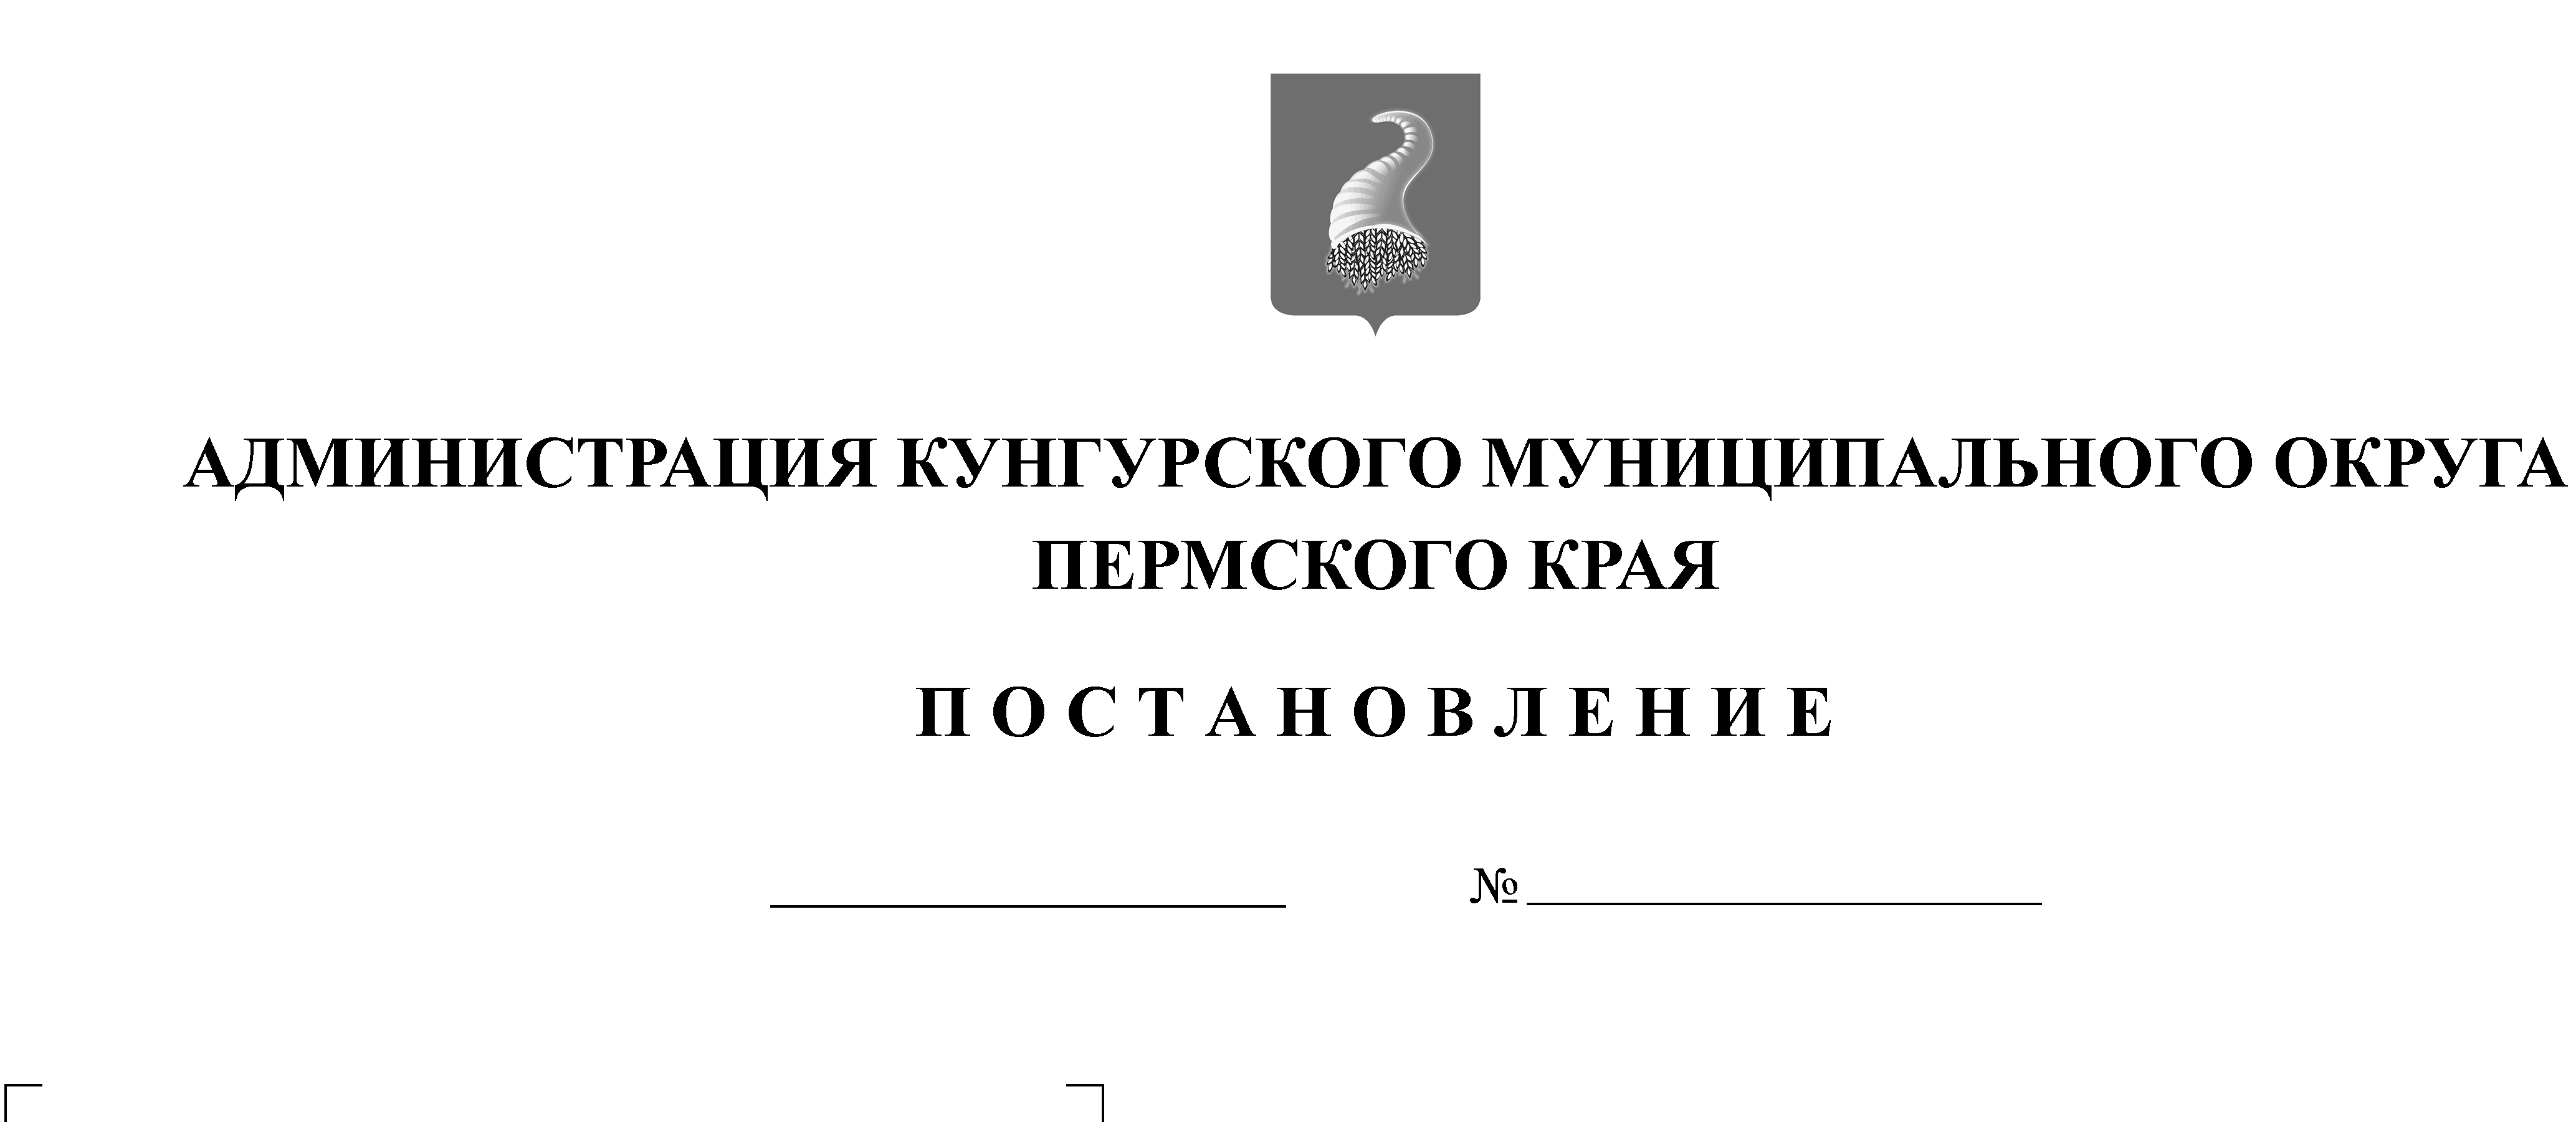 АДМИНИСТРАЦИЯ КУНГУРСКОГО МУНИЦИПАЛЬНОГО ОКРУГА
ПЕРМСКОГО КРАЯ
П О С Т А Н О В Л Е Н И Е
№